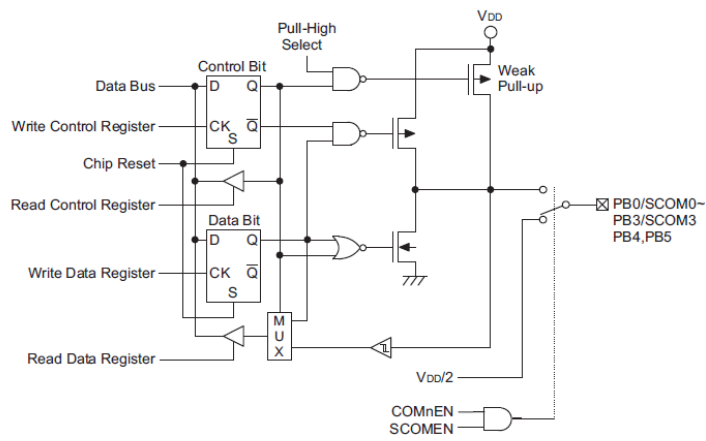 VDD
Pull-High
Select
Control Bit
Weak
Pull-up
Data Bus
D
Q
Write Control Register
CK
Q
S
Chip Reset
Read Control Register
PB0/SCOM0~
PB3/SCOM3
PB4,PB5
Data Bit
D
Q
Write Data Register
CK
Q
S
M
U
X
Read Data Register
VDD/2
COMnEN
SCOMEN